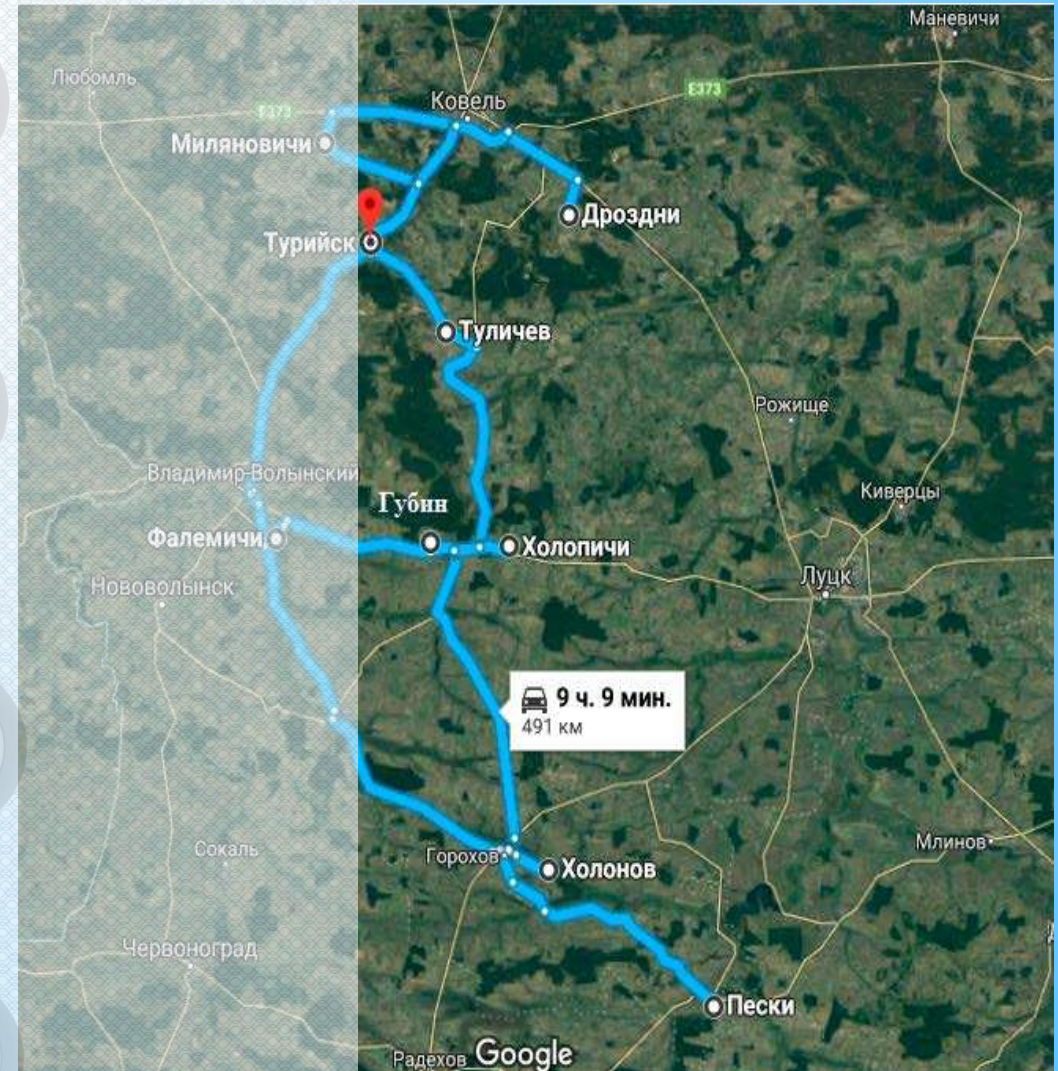 Маневичи
Любомль
E373
Ковель
E373
Миляновичи
Дроздни
Турийск
Туличев
Рожище
Владимир-Волынский
Киверцы
Губин
Фалемичи
Холопичи
Нововолынск
Луцк
9 ч. 9 мин.
491 км
Млинов
Сокаль
Горохов
Холонов
Червоноград
Пески
Радехов
Google